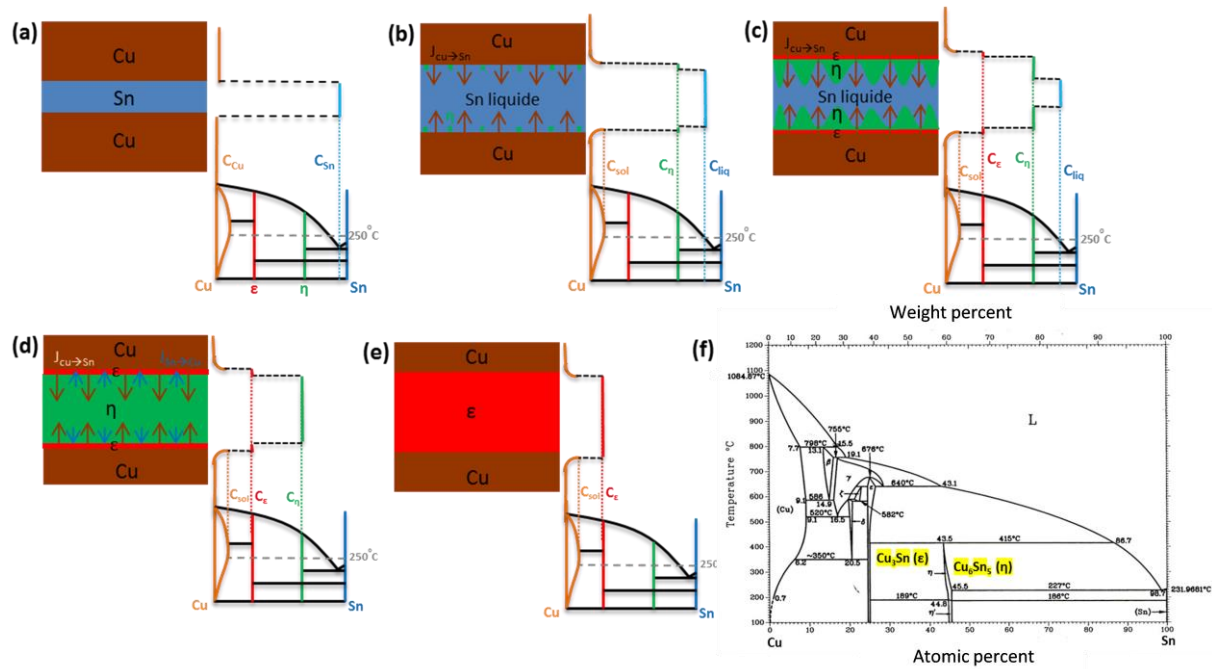 (a)
Cu
Sn
Cu
C_Cu
C_Sn
250°C
Cu
ε
η
Sn
(b)
Cu
J_cu→Sn
Sn liquide
η
Cu
C_sol
C_η
C_liq
250°C
Cu
Sn
(c)
Cu
J_cu→Sn
ε
η
Sn liquide
η
ε
Cu
C_sol
C_ε
C_η
C_liq
250°C
Cu
Sn
(d)
Cu
J_cu→Sn
ε
η
ε
Cu
C_sol
C_ε
C_η
250°C
Cu
Sn
(e)
Cu
ε
Cu
C_sol
C_ε
250°C
Cu
Sn
(f)
Weight percent
0 10 20 30 40 50 60 70 80 90 100
Temperature °C
1200
1100
1000
900
800
700
600
500
400
300
200
100
1084.87°C
L
755°C
798°C
15.5
676°C
7.7
13.1
19.1
β
γ
ε
640°C
43.1
ζ
9.1
586
14.9
582°C
(Cu)
520°C
9.1
16.5
δ
43.5
415°C
86.7
Cu₃Sn (ε)
Cu₆Sn₅ (η)
~350°C
6.2
20.5
η
45.5
227°C
98.7
231.9681°C
0.7
189°C
186°C
44.8
η'
(Sn)
0 10 20 30 40 50 60 70 80 90 100
Cu
Sn
Atomic percent